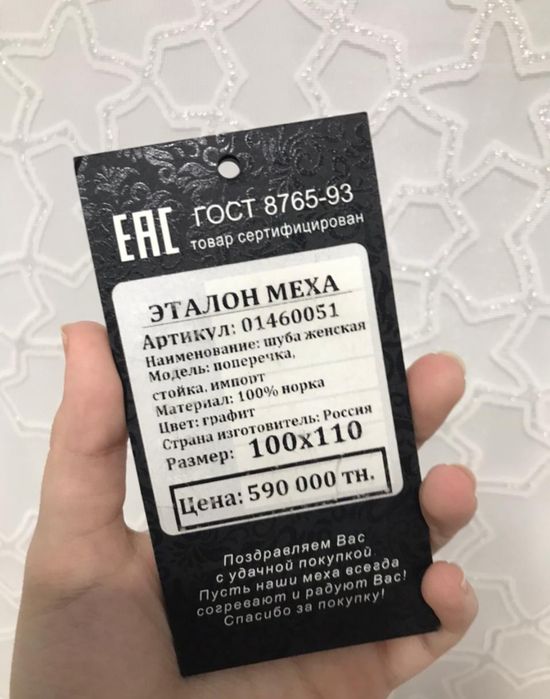 EAC ГОСТ 8765-93
товар сертифицирован
ЭТАЛОН МЕХА
Артикул: 01460051
Наименование: шуба женская
Модель: поперечка,
стойка. импорт
Материал: 100% норка
Цвет: графит
Страна изготовитель: Россия
Размер: 100x110
Цена: 590 000 тн.
Поздравляем Вас
с удачной покупкой
Пусть наши меха всегда
согревают и радуют Вас!
Спасибо за покупку!